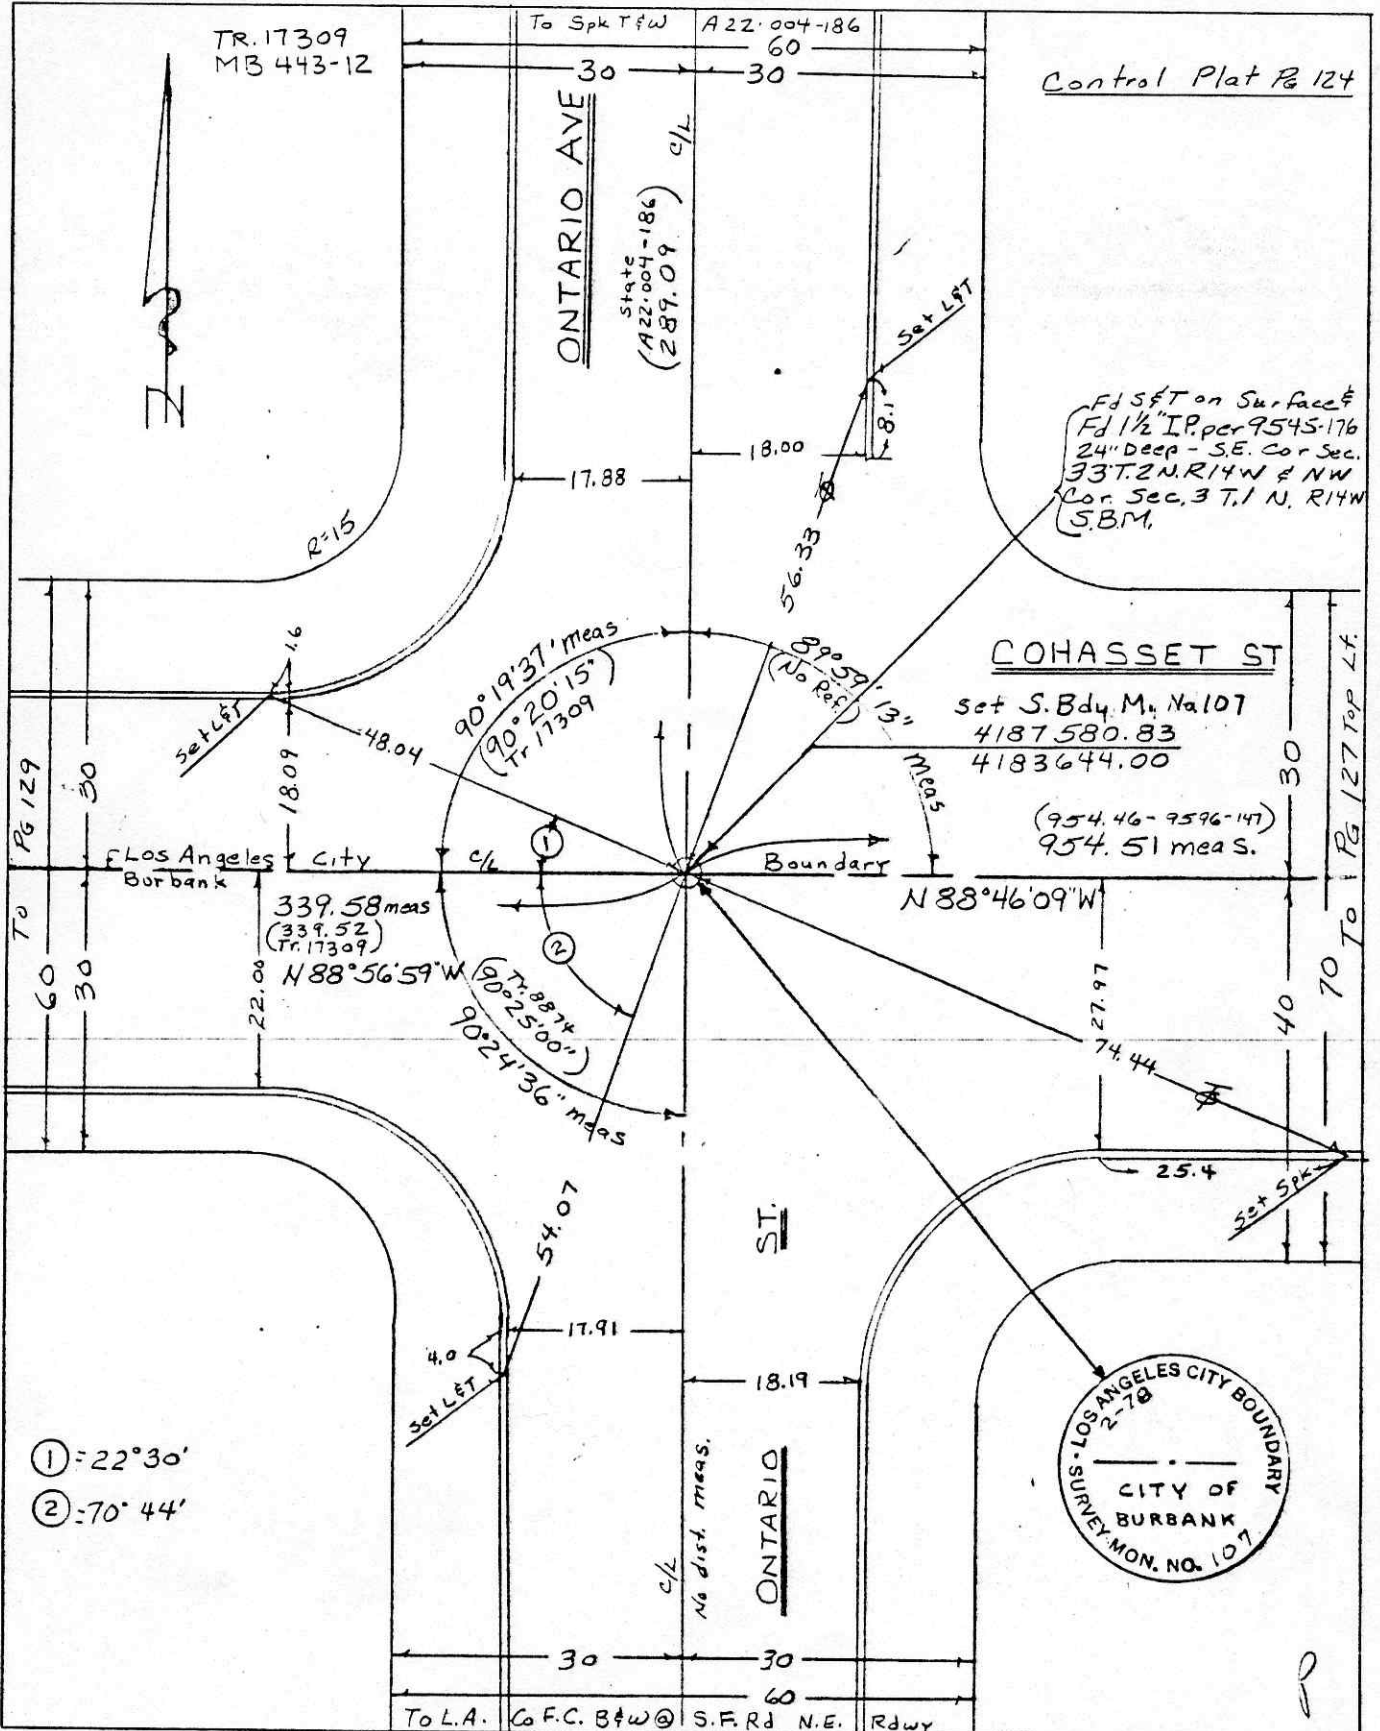 To Spk T&W
A22-004-186
TR.17309
MB 443-12
60
30
30
Control Plat Pg 124
ONTARIO AVE
c/L
State
(A22-004-186)
(289.09)
Set L&T
8.1
18.00
17.88
56.33
R=15
Fd S&T on Surface &
Fd 1½" I.P. per 9545-176
24" Deep - S.E. Cor Sec.
33 T.2 N. R14W & NW
Cor. Sec. 3 T.1 N. R14W
S.B.M.
N
1.6
Set L&T
48.04
18.09
90°19'37" meas
(90°20'15"
Tr 17309)
89°59'13" meas
(No Ref.)
COHASSET ST
set S. Bdy. M. No 107
4187580.83
4183644.00
(954.46 - 9596-147)
954.51 meas.
30
To PG 127 Top Lt.
To PG 129
30
Los Angeles City c/L Boundary
Burbank
①
N 88°46'09" W
339.58 meas
(339.52)
(Tr. 17309)
N 88°56'59" W
②
(Tr. 8874
90°25'00")
90°24'36" meas
60
30
22.00
27.97
74.44
40
70
25.4
Set Spk
54.07
ST.
17.91
4.0
Set L&T
18.19
① = 22°30'
② = 70°44'
c/L
No dist. meas.
ONTARIO
LOS ANGELES CITY BOUNDARY
2-78
CITY OF
BURBANK
SURVEY MON. NO. 107
30
30
60
To L.A. Co F.C. B&W @ S.F. Rd N.E. Rdwy